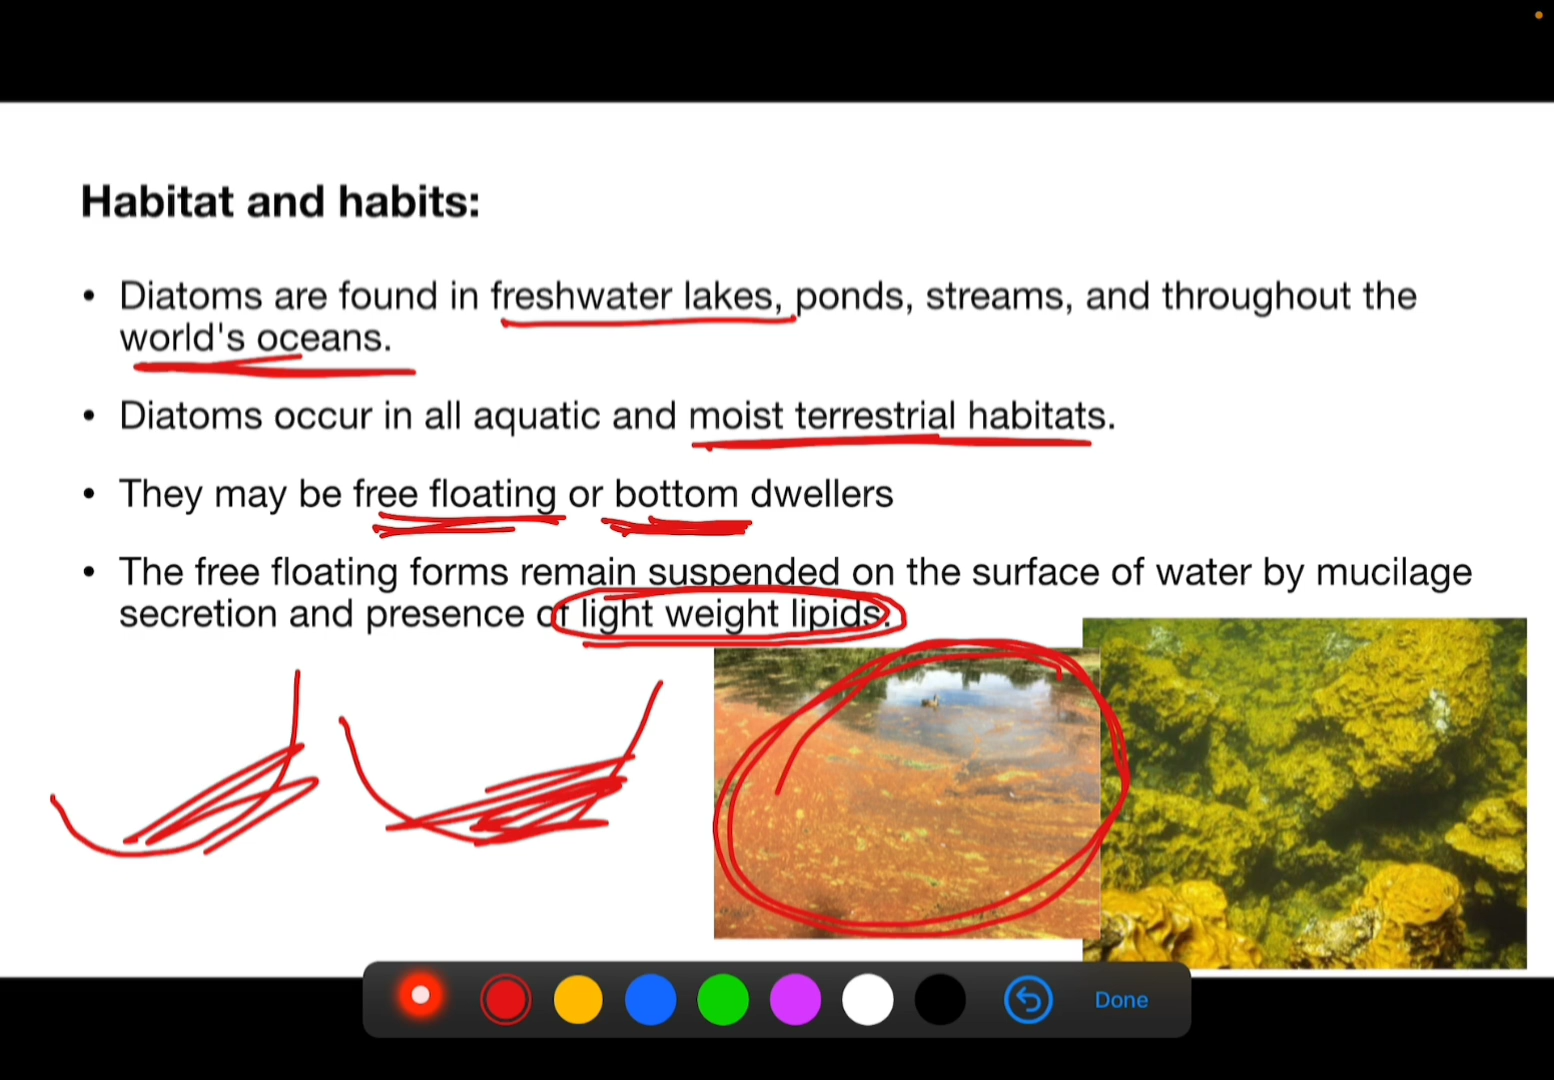 Habitat and habits:
• Diatoms are found in freshwater lakes, ponds, streams, and throughout the
world's oceans.
• Diatoms occur in all aquatic and moist terrestrial habitats.
• They may be free floating or bottom dwellers
• The free floating forms remain suspended on the surface of water by mucilage
secretion and presence of light weight lipids.
Done